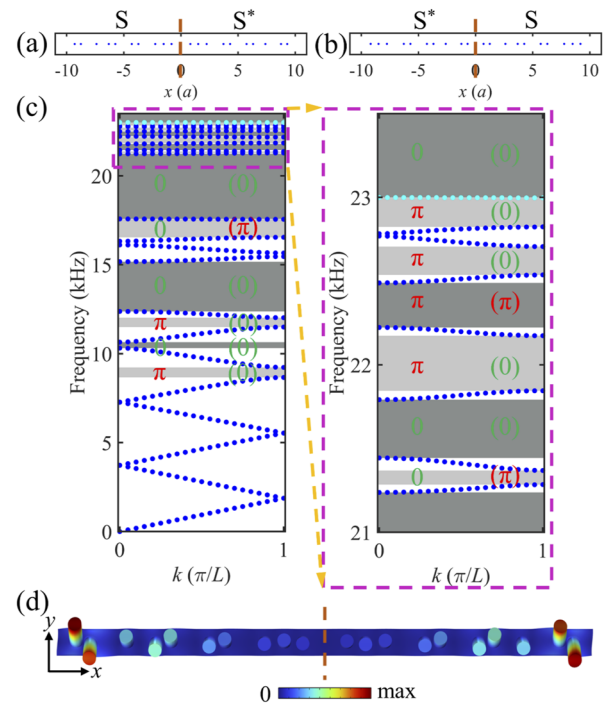 (a) S S*
-10 -5 0 5 10
x (a)
(b) S* S
-10 -5 0 5 10
x (a)
(c)
Frequency (kHz)
20
15
10
5
0
0 (0)
0 (π)
0 (0)
π (0)
0 (0)
π (0)
0 1
k (π/L)
Frequency (kHz)
23
22
21
0 (0)
π (0)
π (0)
π (π)
π (0)
0 (0)
0 (π)
0 1
k (π/L)
(d)
y
x
0 max